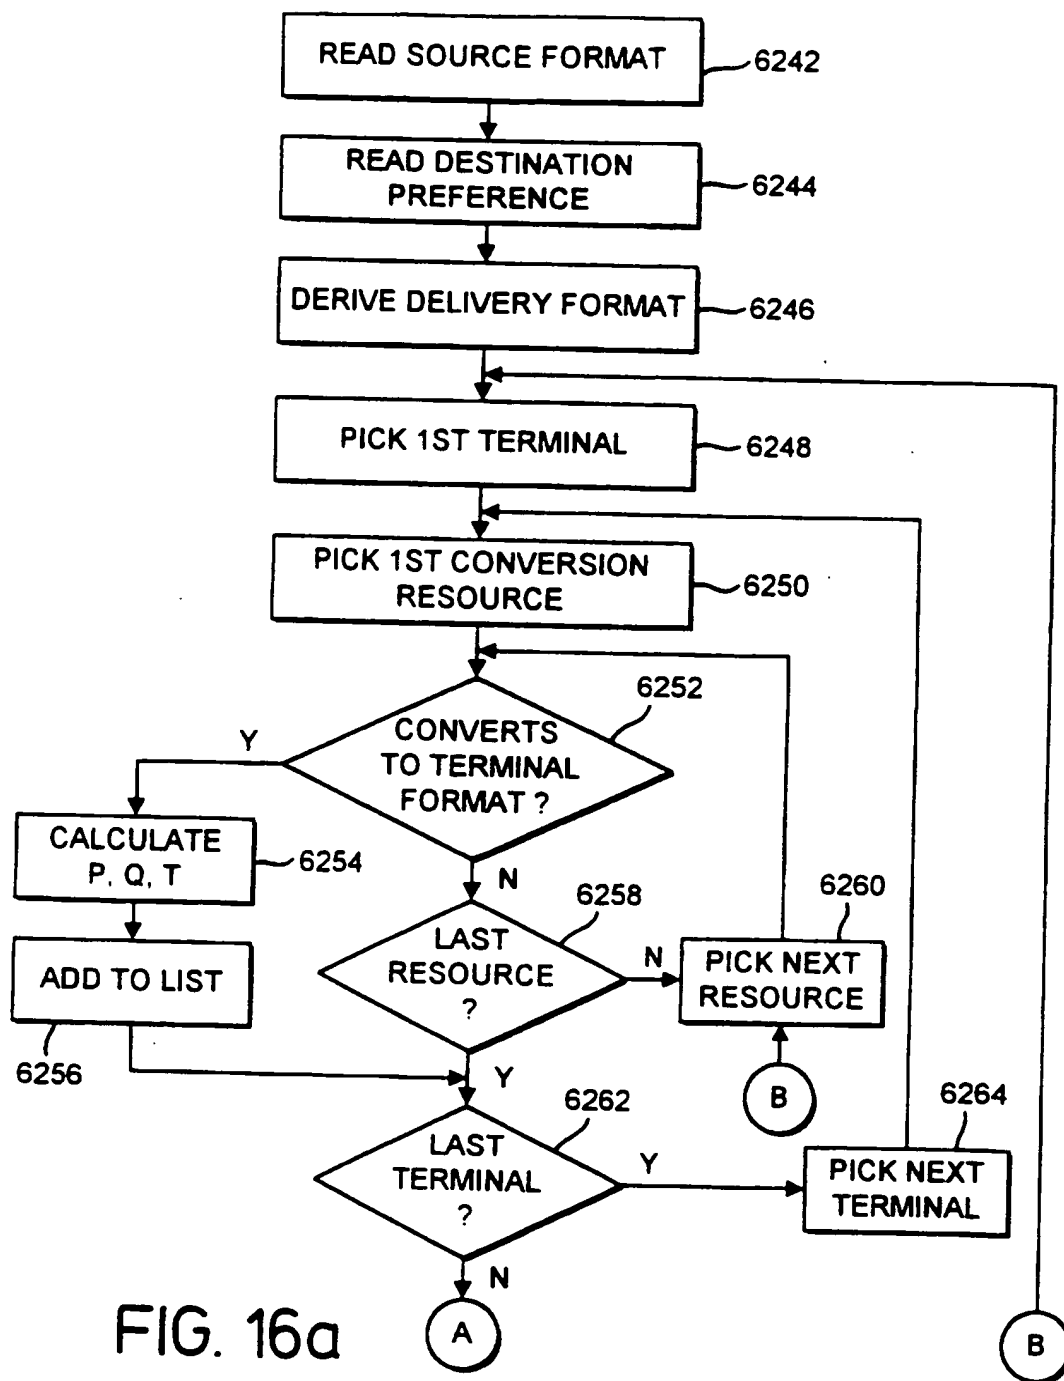 READ SOURCE FORMAT
6242
READ DESTINATION
PREFERENCE
6244
DERIVE DELIVERY FORMAT
6246
PICK 1ST TERMINAL
6248
PICK 1ST CONVERSION
RESOURCE
6250
6252
CONVERTS
TO TERMINAL
FORMAT ?
Y
N
CALCULATE
P, Q, T
6254
ADD TO LIST
6256
6258
LAST
RESOURCE
?
N
Y
6260
PICK NEXT
RESOURCE
B
6262
LAST
TERMINAL
?
Y
N
6264
PICK NEXT
TERMINAL
A
B
FIG. 16a